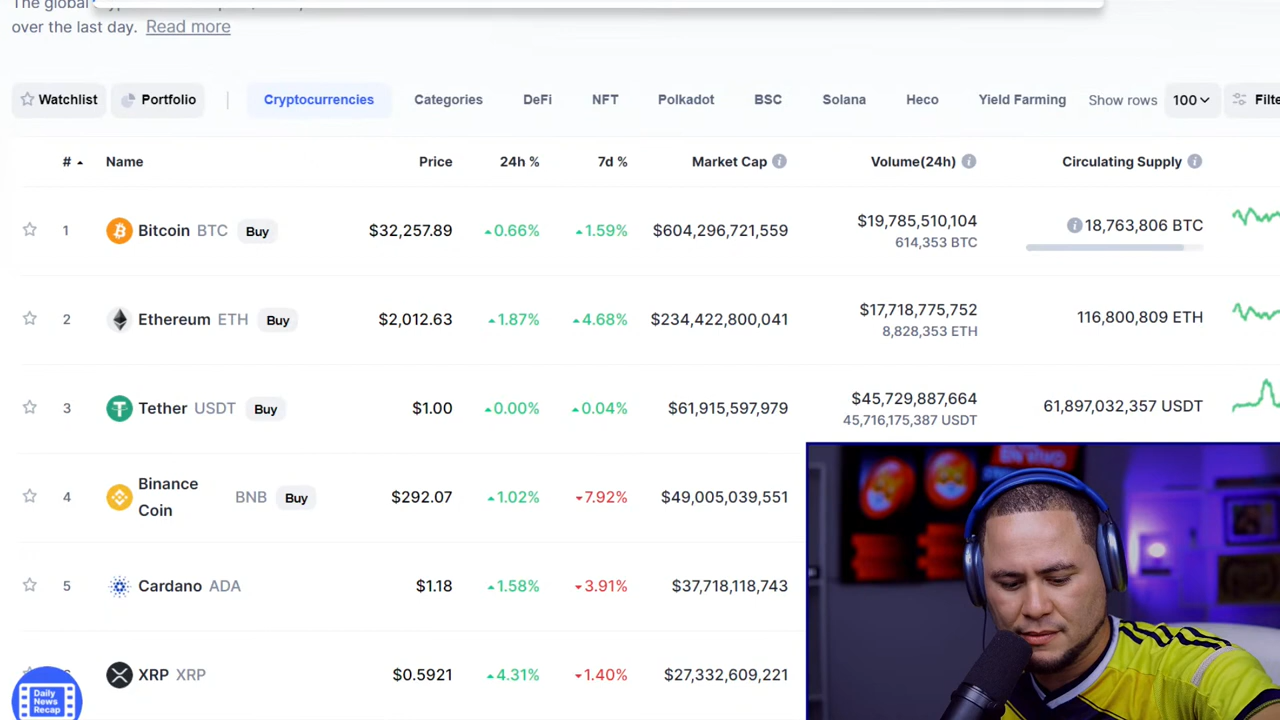 The global
over the last day. Read more
Watchlist Portfolio Cryptocurrencies Categories DeFi NFT Polkadot BSC Solana Heco Yield Farming Show rows 100 Filte
# Name Price 24h % 7d % Market Cap Volume(24h) Circulating Supply
1 Bitcoin BTC Buy $32,257.89 0.66% 1.59% $604,296,721,559 $19,785,510,104 18,763,806 BTC
614,353 BTC
2 Ethereum ETH Buy $2,012.63 1.87% 4.68% $234,422,800,041 $17,718,775,752 116,800,809 ETH
8,828,353 ETH
3 Tether USDT Buy $1.00 0.00% 0.04% $61,915,597,979 $45,729,887,664 61,897,032,357 USDT
45,716,175,387 USDT
4 Binance Coin BNB Buy $292.07 1.02% 7.92% $49,005,039,551
5 Cardano ADA $1.18 1.58% 3.91% $37,718,118,743
XRP XRP $0.5921 4.31% 1.40% $27,332,609,221
Daily
News
Recap